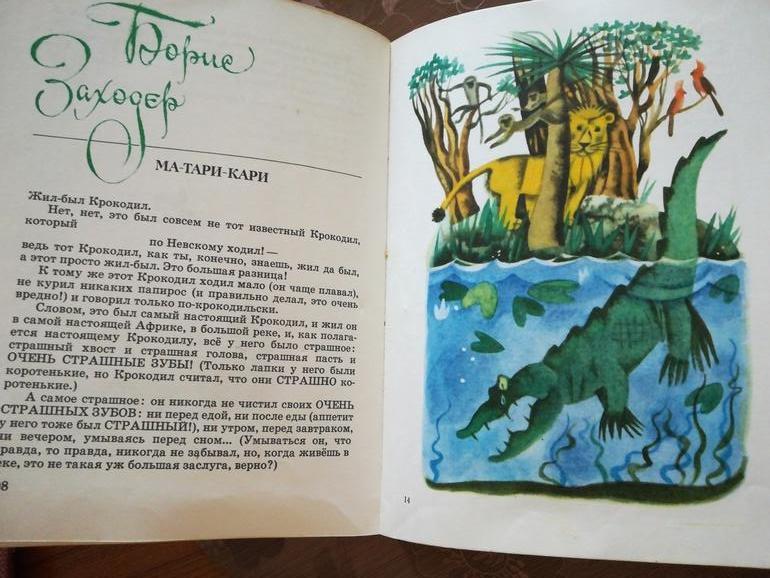 Борис
Заходер
МА-ТАРИ-КАРИ
Жил-был Крокодил.
Нет, нет, это был совсем не тот известный Крокодил,
который
по Невскому ходил! —
ведь тот Крокодил, как ты, конечно, знаешь, жил да был,
а этот просто жил-был. Это большая разница!
К тому же этот Крокодил ходил мало (он чаще плавал),
не курил никаких папирос (и правильно делал, это очень
вредно!) и говорил только по-крокодильски.
Словом, это был самый настоящий Крокодил, и жил он
в самой настоящей Африке, в большой реке, и, как полага-
ется настоящему Крокодилу, всё у него было страшное:
страшный хвост и страшная голова, страшная пасть и
ОЧЕНЬ СТРАШНЫЕ ЗУБЫ! (Только лапки у него были
коротенькие, но Крокодил считал, что они СТРАШНО ко-
ротенькие.)
А самое страшное: он никогда не чистил своих ОЧЕНЬ
СТРАШНЫХ ЗУБОВ: ни перед едой, ни после еды (аппетит
у него тоже был СТРАШНЫЙ!), ни утром, перед завтраком,
ни вечером, умываясь перед сном... (Умываться он, что
равда, то правда, никогда не забывал, но, когда живёшь в
еке, это не такая уж большая заслуга, верно?)
98
14